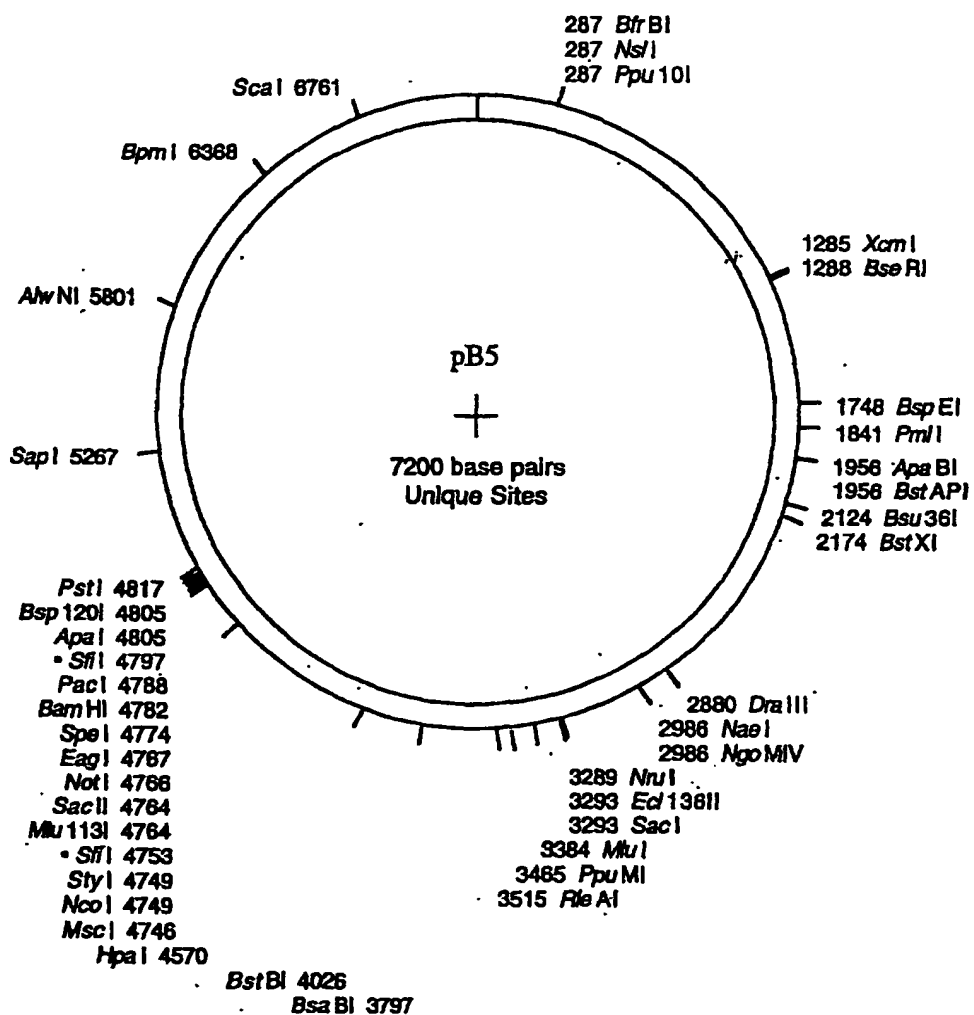 287 BfrBI
287 NsiI
287 Ppu10I
ScaI 6761
BpmI 6368
1285 XcmI
1288 BseRI
AlwNI 5801
pB5
1748 BspEI
1841 PmlI
SapI 5267
7200 base pairs
Unique Sites
1956 ApaBI
1956 BstAPI
2124 Bsu36I
2174 BstXI
PstI 4817
Bsp120I 4805
ApaI 4805
• SfiI 4797
PacI 4788
BamHI 4782
SpeI 4774
EagI 4767
NotI 4766
SacII 4764
Mlu113I 4764
• SfiI 4753
StyI 4749
NcoI 4749
MscI 4746
HpaI 4570
BstBI 4026
BsaBI 3797
2880 DraIII
2986 NaeI
2986 NgoMIV
3289 NruI
3293 Ecl136II
3293 SacI
3384 MluI
3465 PpuMI
3515 RleAI